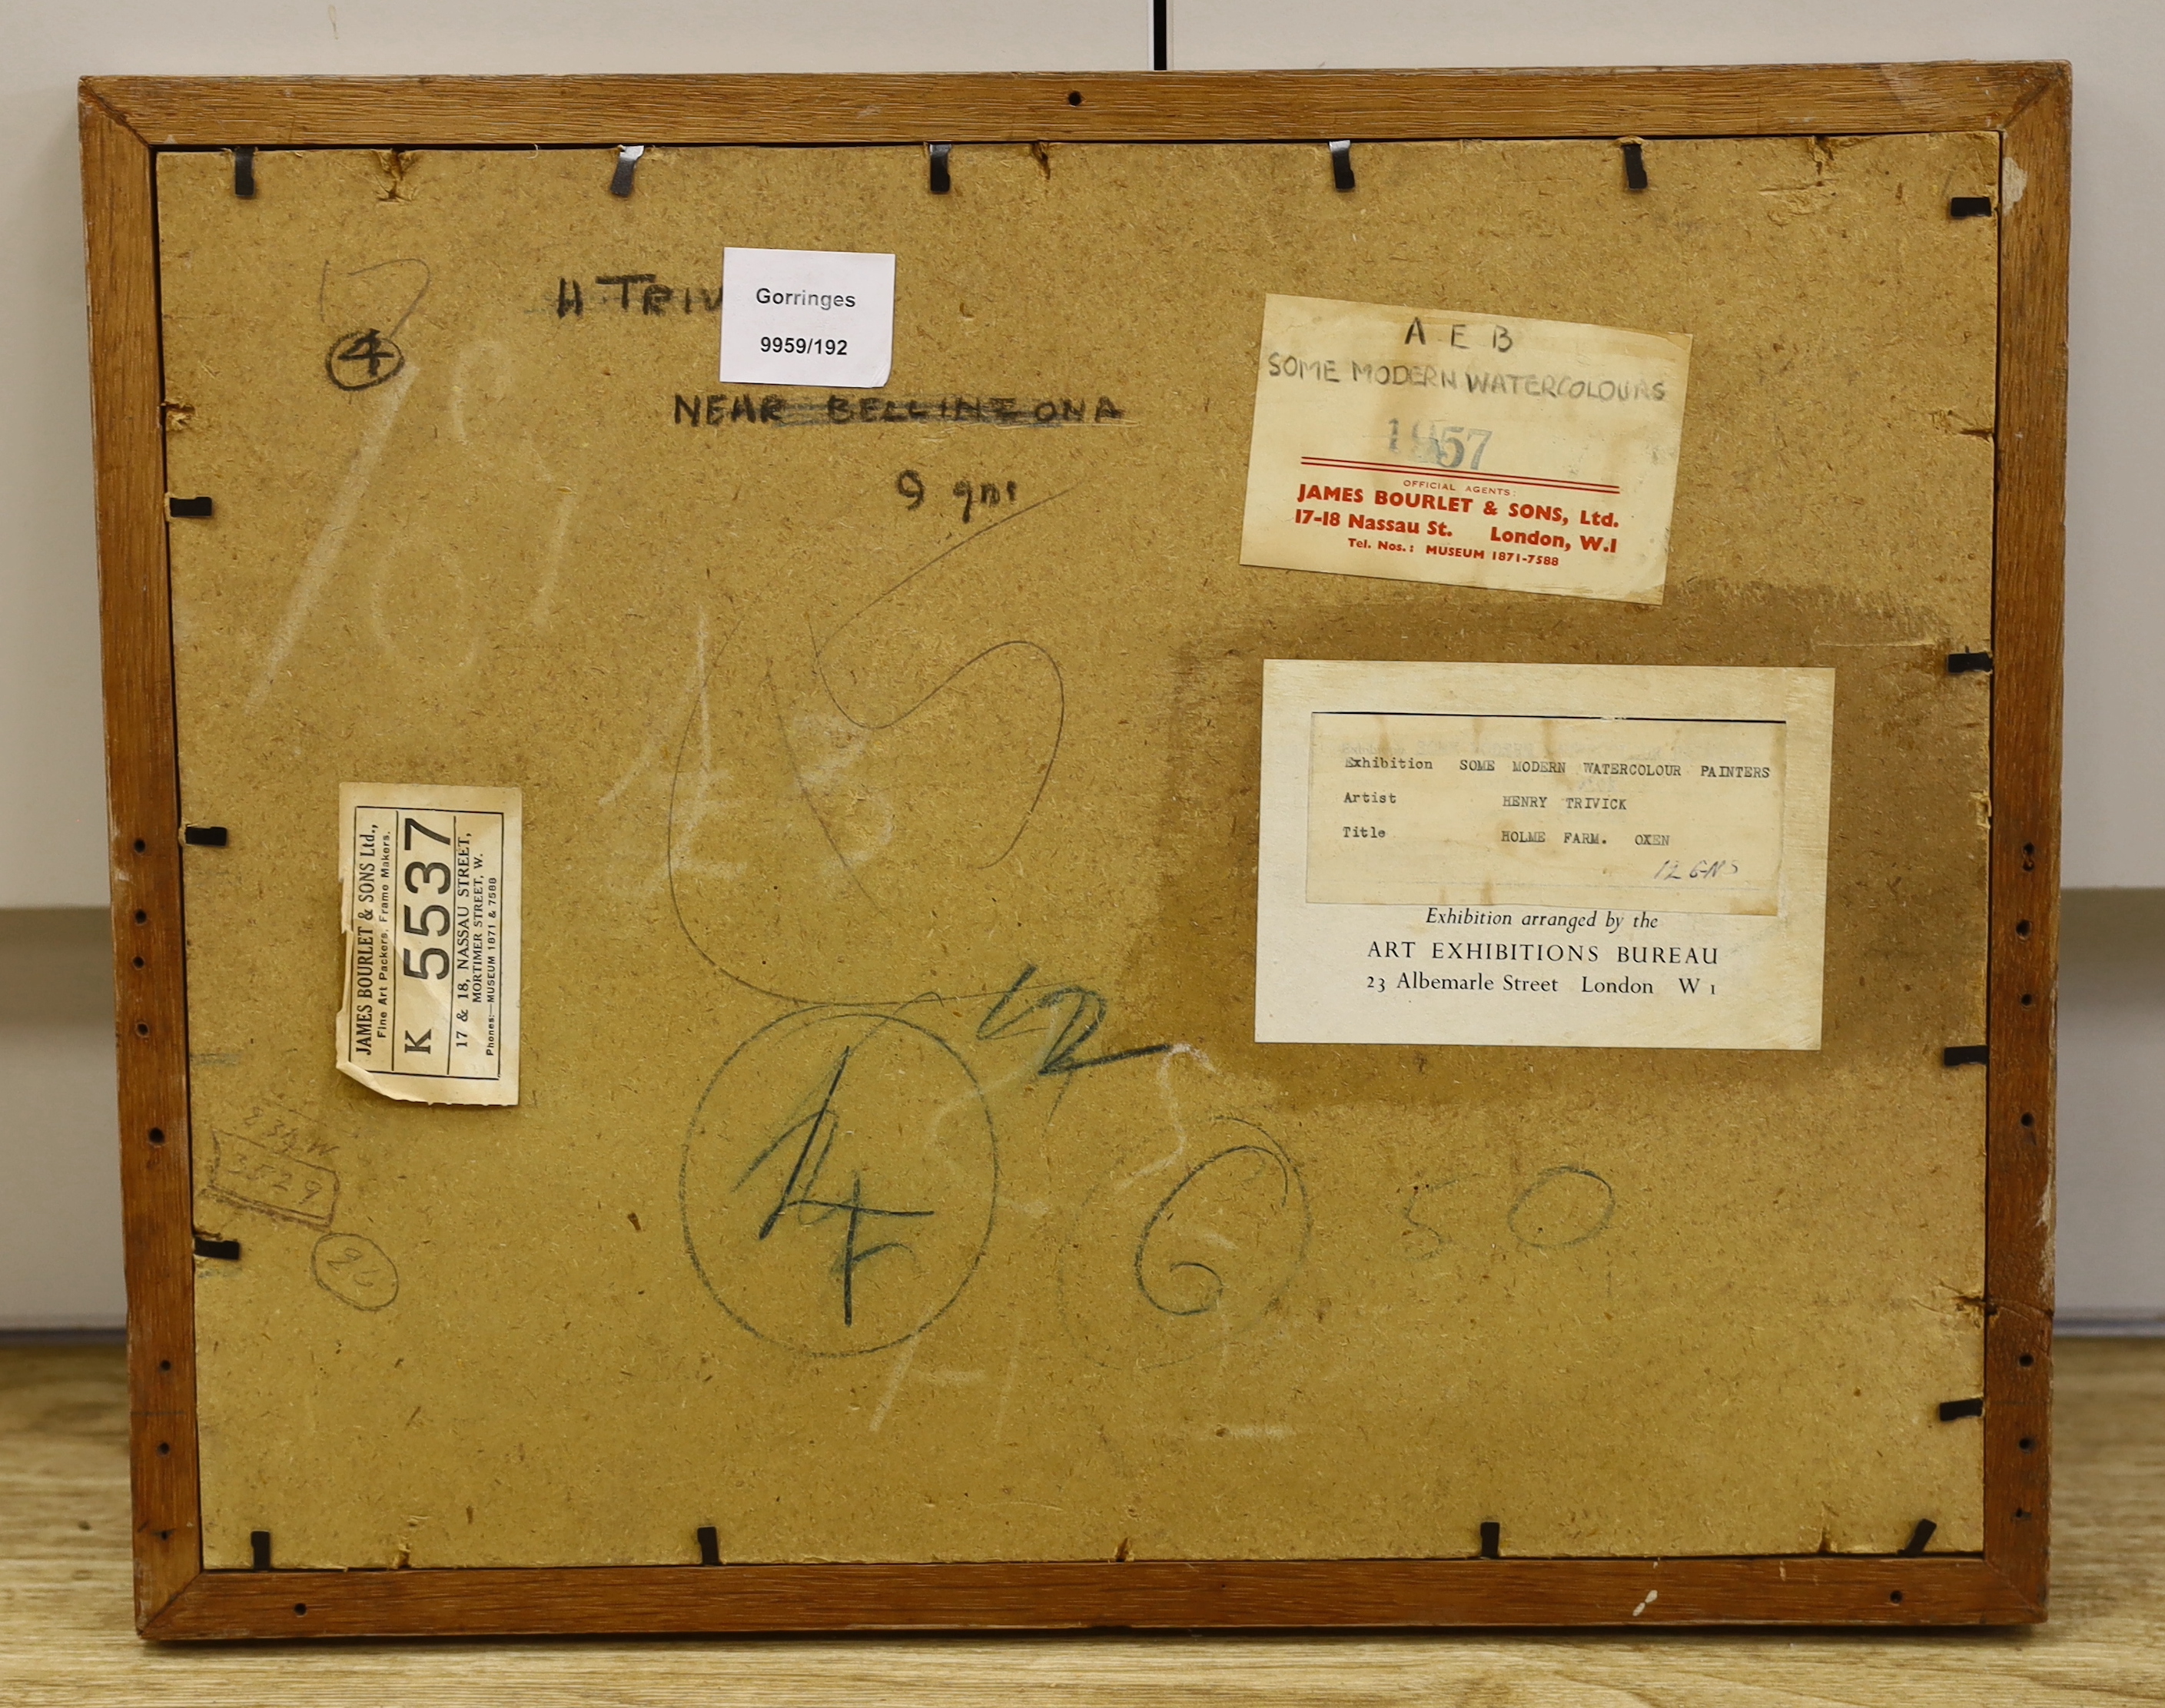 H. TRIV
Gorringes
9959/192
4
NEAR BELLINZONA
9 gns
A E B
SOME MODERN WATERCOLOURS
1957
OFFICIAL AGENTS:
JAMES BOURLET & SONS, Ltd.
17-18 Nassau St. London, W.1
Tel. Nos.: MUSEUM 1871-7588
Exhibition SOME MODERN WATERCOLOUR PAINTERS
Artist HENRY TRIVICK
Title HOLME FARM. OXEN
12 GNS
Exhibition arranged by the
ART EXHIBITIONS BUREAU
23 Albemarle Street London W 1
JAMES BOURLET & SONS Ltd.,
Fine Art Packers, Frame Makers.
K 5537
17 & 18, NASSAU STREET,
MORTIMER STREET, W.
Phones:—MUSEUM 1871 & 7588
12
14
6
50